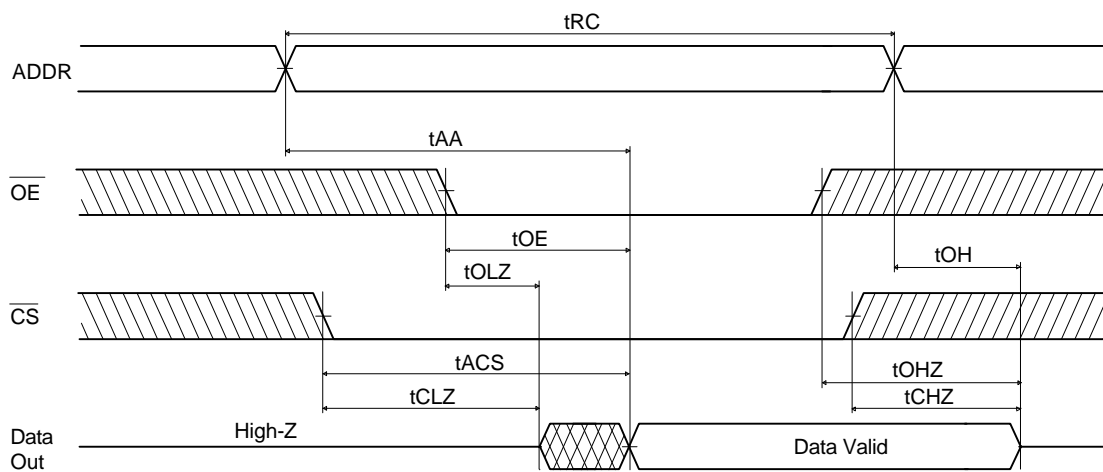 tRC
ADDR
tAA
OE
tOE
tOH
tOLZ
CS
tACS
tOHZ
tCLZ
tCHZ
High-Z
Data Valid
Data
Out